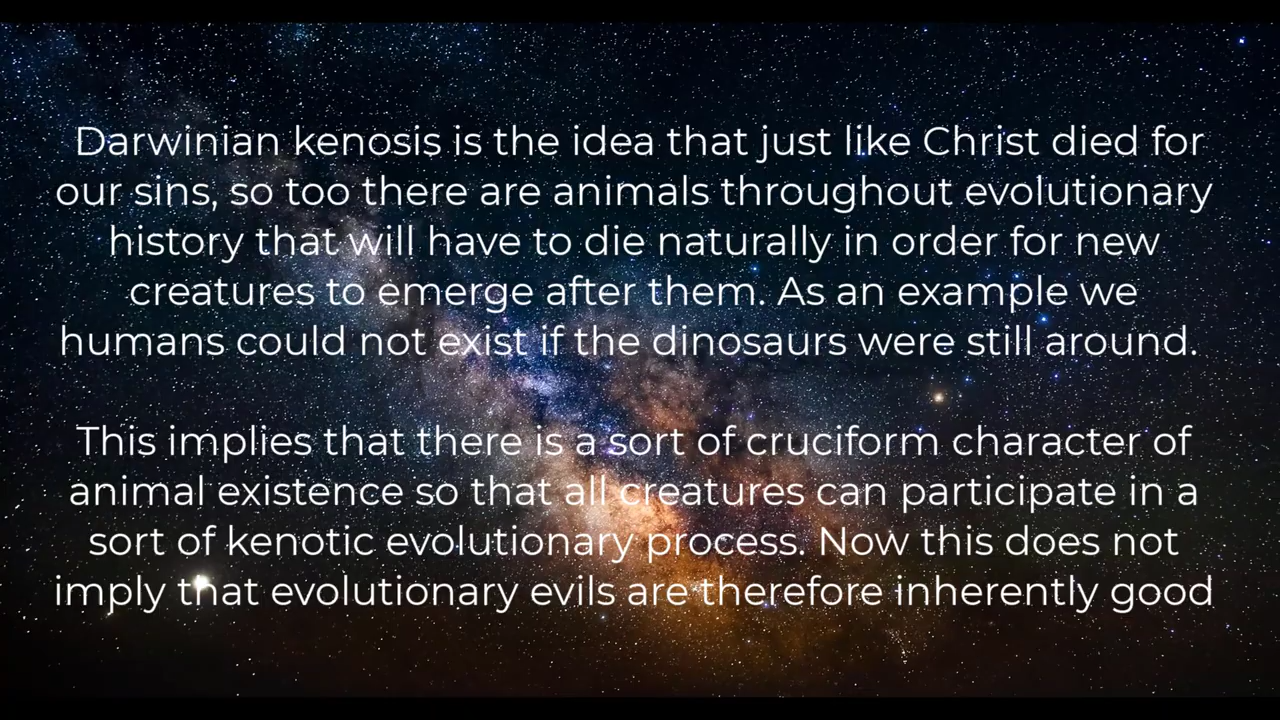 Darwinian kenosis is the idea that just like Christ died for
our sins, so too there are animals throughout evolutionary
history that will have to die naturally in order for new
creatures to emerge after them. As an example we
humans could not exist if the dinosaurs were still around.
This implies that there is a sort of cruciform character of
animal existence so that all creatures can participate in a
sort of kenotic evolutionary process. Now this does not
imply that evolutionary evils are therefore inherently good